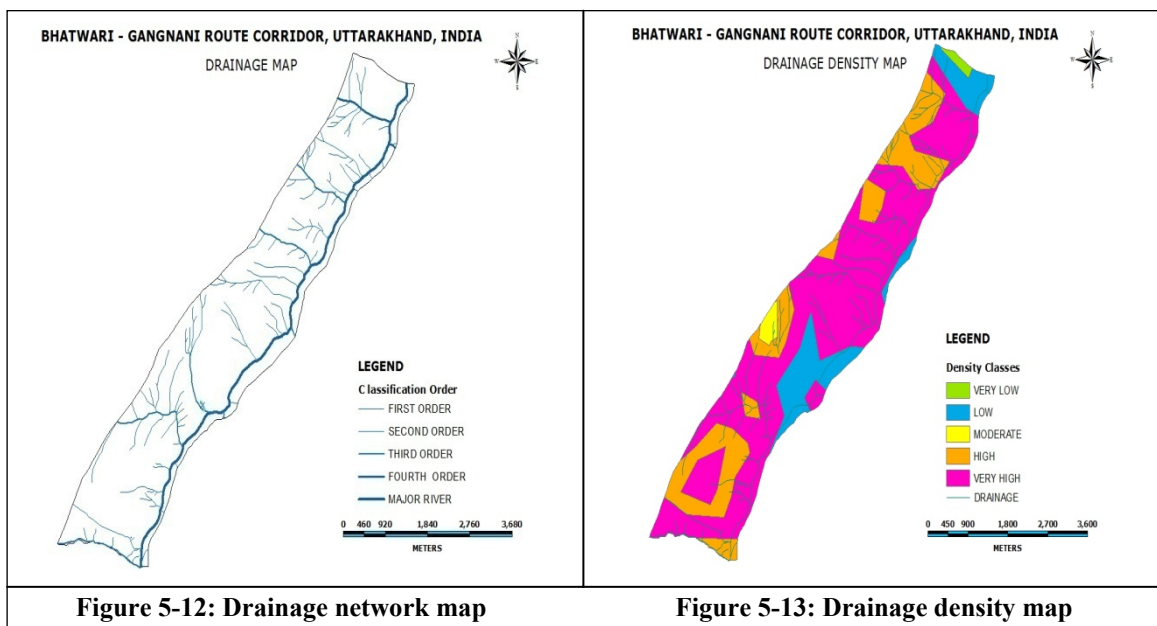 BHATWARI - GANGNANI ROUTE CORRIDOR, UTTARAKHAND, INDIA
DRAINAGE MAP
N
W
E
S
LEGEND
Classification Order
FIRST ORDER
SECOND ORDER
THIRD ORDER
FOURTH ORDER
MAJOR RIVER
0 460 920 1,840 2,760 3,680
METERS
Figure 5-12: Drainage network map
BHATWARI - GANGNANI ROUTE CORRIDOR, UTTARAKHAND, INDIA
DRAINAGE DENSITY MAP
N
W
E
S
LEGEND
Density Classes
VERY LOW
LOW
MODERATE
HIGH
VERY HIGH
DRAINAGE
0 450 900 1,800 2,700 3,600
METERS
Figure 5-13: Drainage density map